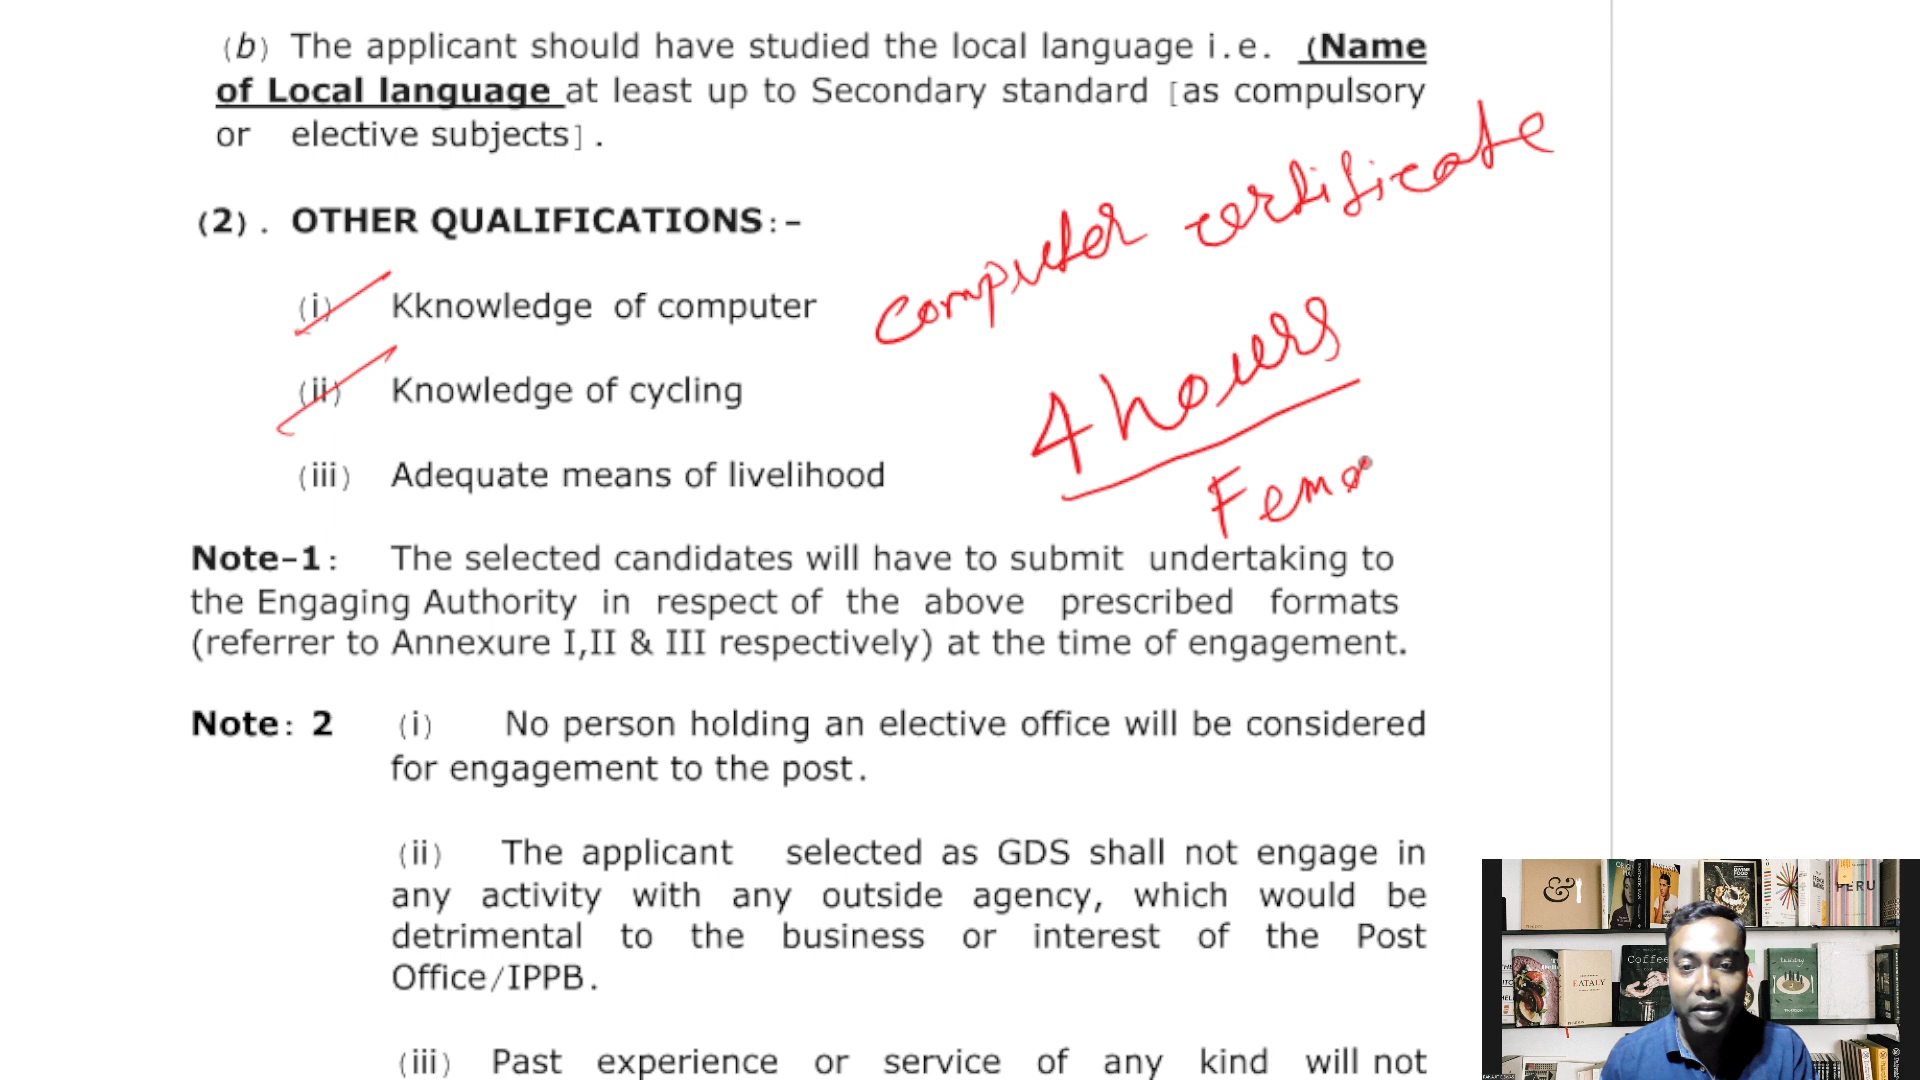 (b) The applicant should have studied the local language i.e. (Name
of Local language at least up to Secondary standard [as compulsory
or elective subjects].
(2). OTHER QUALIFICATIONS:-
computer certificate
(i) Kknowledge of computer
4 hours
(ii) Knowledge of cycling
(iii) Adequate means of livelihood
Fema
Note-1: The selected candidates will have to submit undertaking to
the Engaging Authority in respect of the above prescribed formats
(referrer to Annexure I,II & III respectively) at the time of engagement.
Note: 2 (i) No person holding an elective office will be considered
for engagement to the post.
(ii) The applicant selected as GDS shall not engage in
any activity with any outside agency, which would be
detrimental to the business or interest of the Post
Office/IPPB.
(iii) Past experience or service of any kind will not
&
PERU
Coffee
EATALY